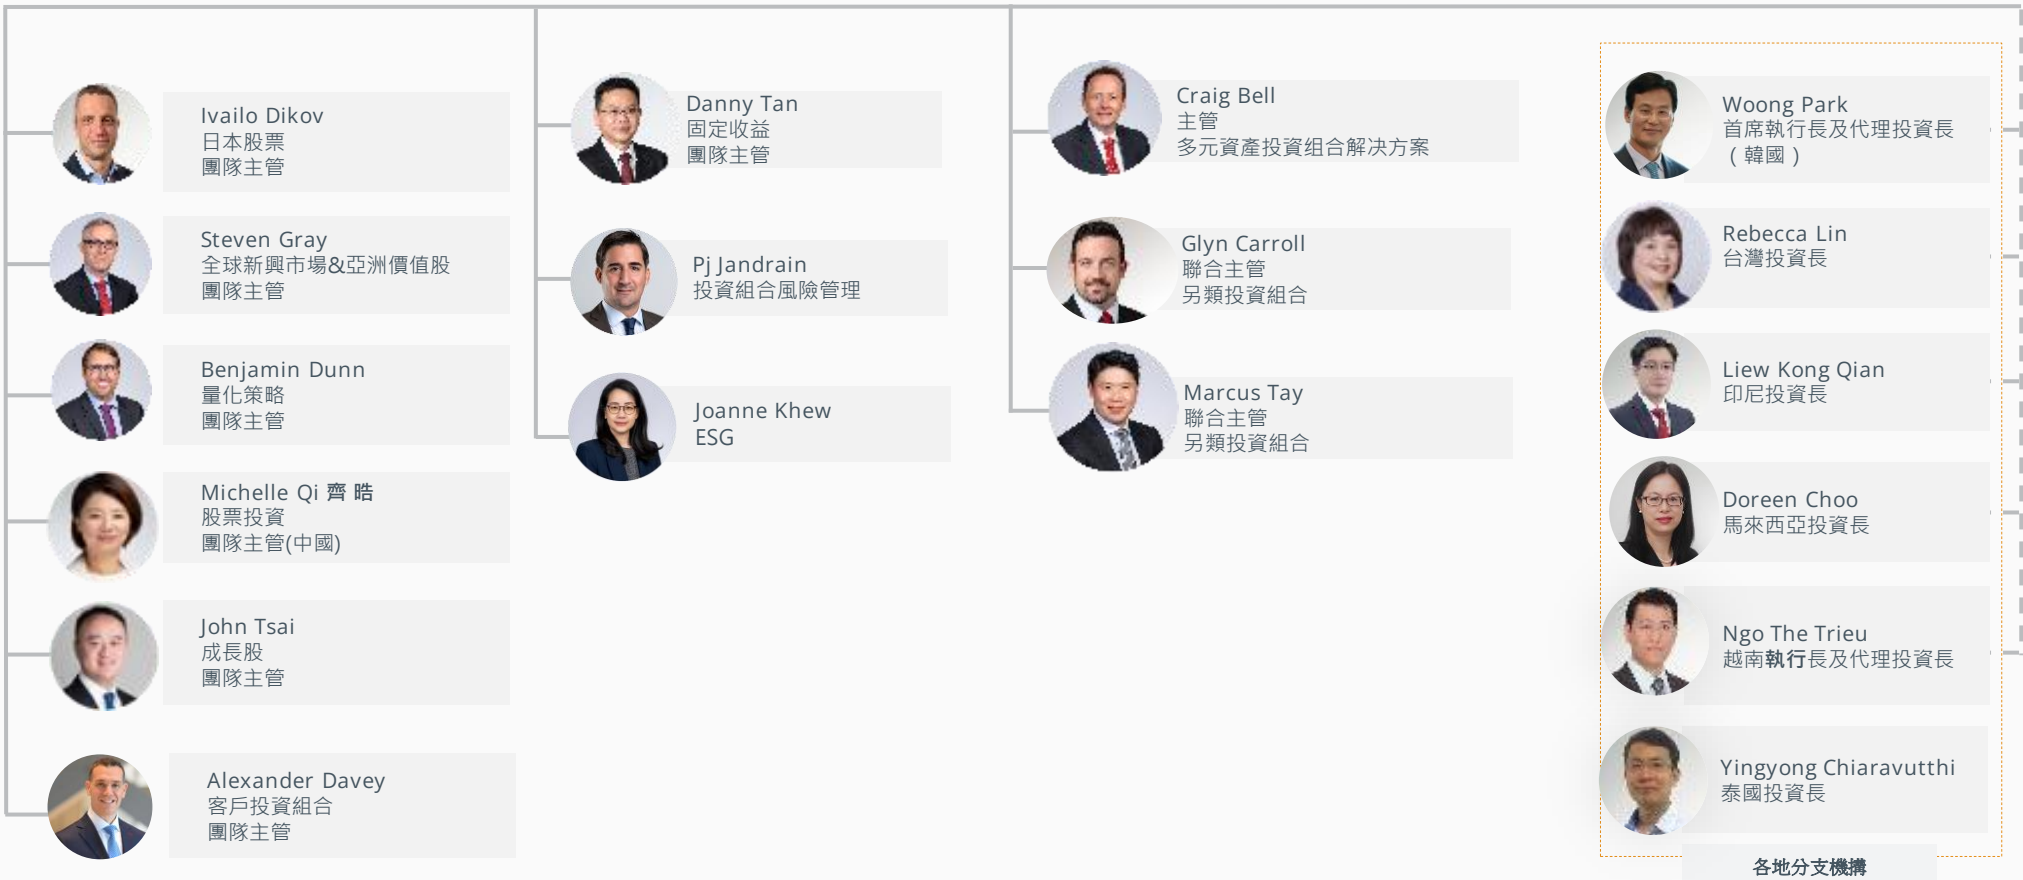 Ivailo Dikov
日本股票
團隊主管
Steven Gray
全球新興市場&亞洲價值股
團隊主管
Benjamin Dunn
量化策略
團隊主管
Michelle Qi 齊 晧
股票投資
團隊主管(中國)
John Tsai
成長股
團隊主管
Alexander Davey
客戶投資組合
團隊主管
Danny Tan
固定收益
團隊主管
Pj Jandrain
投資組合風險管理
Joanne Khew
ESG
Craig Bell
主管
多元資產投資组合解決方案
Glyn Carroll
聯合主管
另類投資組合
Marcus Tay
聯合主管
另類投資組合
Woong Park
首席執行長及代理投資長
（韓國）
Rebecca Lin
台灣投資長
Liew Kong Qian
印尼投資長
Doreen Choo
馬來西亞投資長
Ngo The Trieu
越南執行長及代理投資長
Yingyong Chiaravutthi
泰國投資長
各地分支機搆